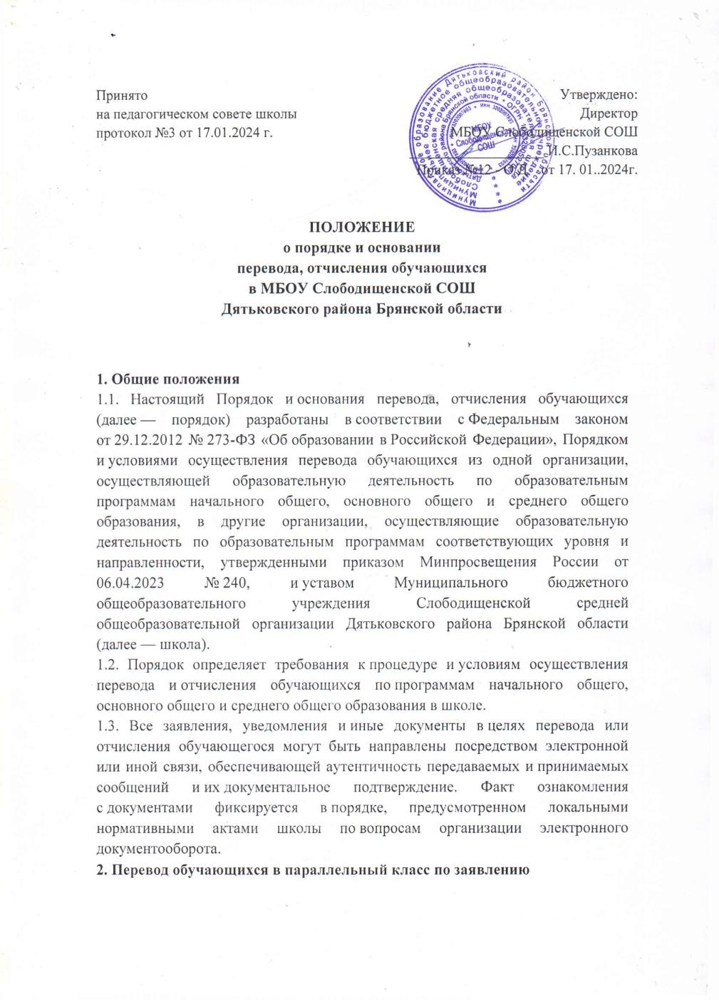 Принято
на педагогическом совете школы
протокол №3 от 17.01.2024 г.
Утверждено:
Директор
МБОУ Слободищенской СОШ
И.С.Пузанкова
Приказ №12 - О.Д. от 17. 01..2024г.
МБОУ
Слободищенская
СОШ
ПОЛОЖЕНИЕ
о порядке и основании
перевода, отчисления обучающихся
в МБОУ Слободищенской СОШ
Дятьковского района Брянской области
1. Общие положения
1.1. Настоящий Порядок и основания перевода, отчисления обучающихся
(далее — порядок) разработаны в соответствии с Федеральным законом
от 29.12.2012 № 273-ФЗ «Об образовании в Российской Федерации», Порядком
и условиями осуществления перевода обучающихся из одной организации,
осуществляющей образовательную деятельность по образовательным
программам начального общего, основного общего и среднего общего
образования, в другие организации, осуществляющие образовательную
деятельность по образовательным программам соответствующих уровня и
направленности, утвержденными приказом Минпросвещения России от
06.04.2023 № 240, и уставом Муниципального бюджетного
общеобразовательного учреждения Слободищенской средней
общеобразовательной организации Дятьковского района Брянской области
(далее — школа).
1.2. Порядок определяет требования к процедуре и условиям осуществления
перевода и отчисления обучающихся по программам начального общего,
основного общего и среднего общего образования в школе.
1.3. Все заявления, уведомления и иные документы в целях перевода или
отчисления обучающегося могут быть направлены посредством электронной
или иной связи, обеспечивающей аутентичность передаваемых и принимаемых
сообщений и их документальное подтверждение. Факт ознакомления
с документами фиксируется в порядке, предусмотренном локальными
нормативными актами школы по вопросам организации электронного
документооборота.
2. Перевод обучающихся в параллельный класс по заявлению